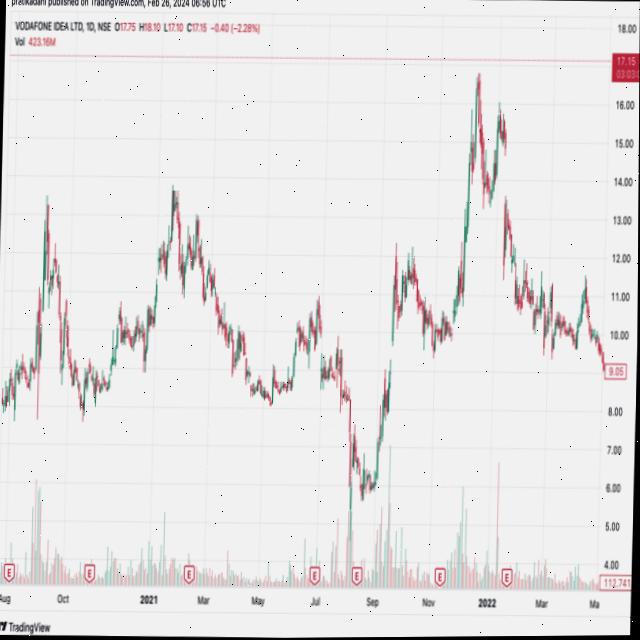 pratikadani published on TradingView.com, Feb 26, 2024 06:56 UTC
VODAFONE IDEA LTD, 1D, NSE O17.75 H18.10 L17.10 C17.15 −0.40 (−2.28%)
Vol 423.16M
18.00
17.15
16.00
15.00
14.00
13.00
12.00
11.00
10.00
9.05
8.00
7.00
6.00
5.00
4.00
112.741
E E E E E E E
Aug Oct 2021 Mar May Jul Sep Nov 2022 Mar Ma
TradingView